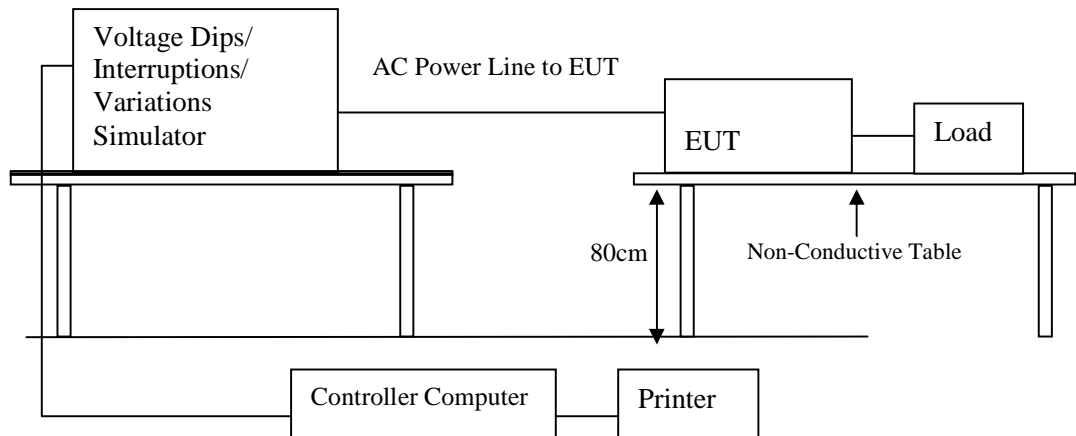 Voltage Dips/
Interruptions/
Variations
Simulator
AC Power Line to EUT
EUT
Load
80cm
Non-Conductive Table
Controller Computer
Printer